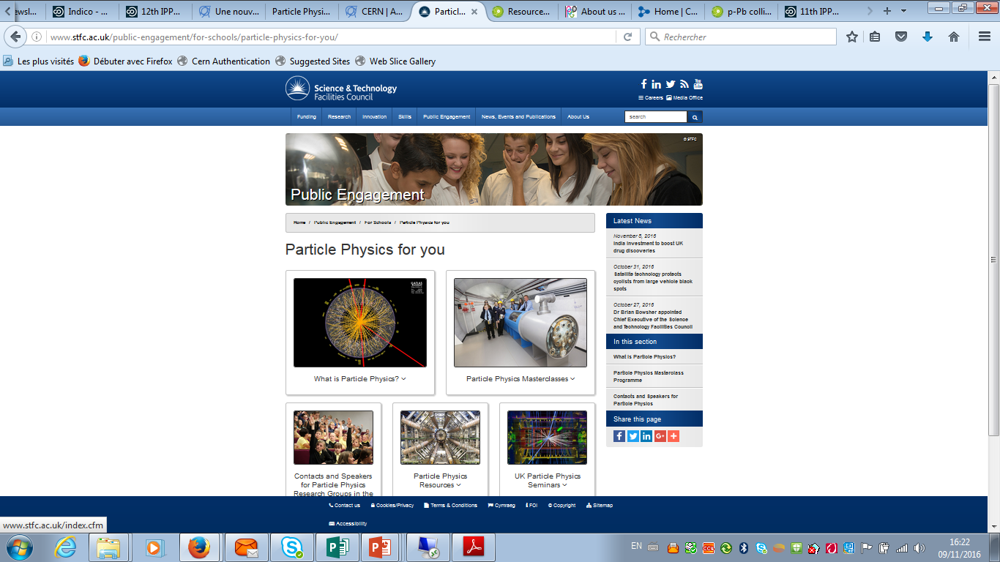 ewsl...
Indico - ...
12th IPP...
Une nouv...
Particle Physi...
CERN | A...
Particl...
Resource...
About us ...
Home | C...
p-Pb colli...
11th IPP...
www.stfc.ac.uk/public-engagement/for-schools/particle-physics-for-you/
Rechercher
Les plus visités
Débuter avec Firefox
Cern Authentication
Suggested Sites
Web Slice Gallery
Science & Technology
Facilities Council
You
Tube
Careers
Media Office
Funding
Research
Innovation
Skills
Public Engagement
News, Events and Publications
About Us
search
© STFC
Public Engagement
Home / Public Engagement / For Schools / Particle Physics for you
Particle Physics for you
ATLAS
What is Particle Physics?
Particle Physics Masterclasses
Contacts and Speakers
for Particle Physics
Research Groups in the
Particle Physics
Resources
UK Particle Physics
Seminars
Latest News
November 8, 2016
India investment to boost UK
drug discoveries
October 31, 2016
Satellite technology protects
cyclists from large vehicle black
spots
October 27, 2016
Dr Brian Bowsher appointed
Chief Executive of the Science
and Technology Facilities Council
In this section
What is Particle Physics?
Particle Physics Masterclass
Programme
Contacts and Speakers for
Particle Physics
Share this page
Contact us
Cookies/Privacy
Terms & Conditions
Cymraeg
FOI
© Copyright
Sitemap
Accessibility
www.stfc.ac.uk/index.cfm
EN
16:22
09/11/2016